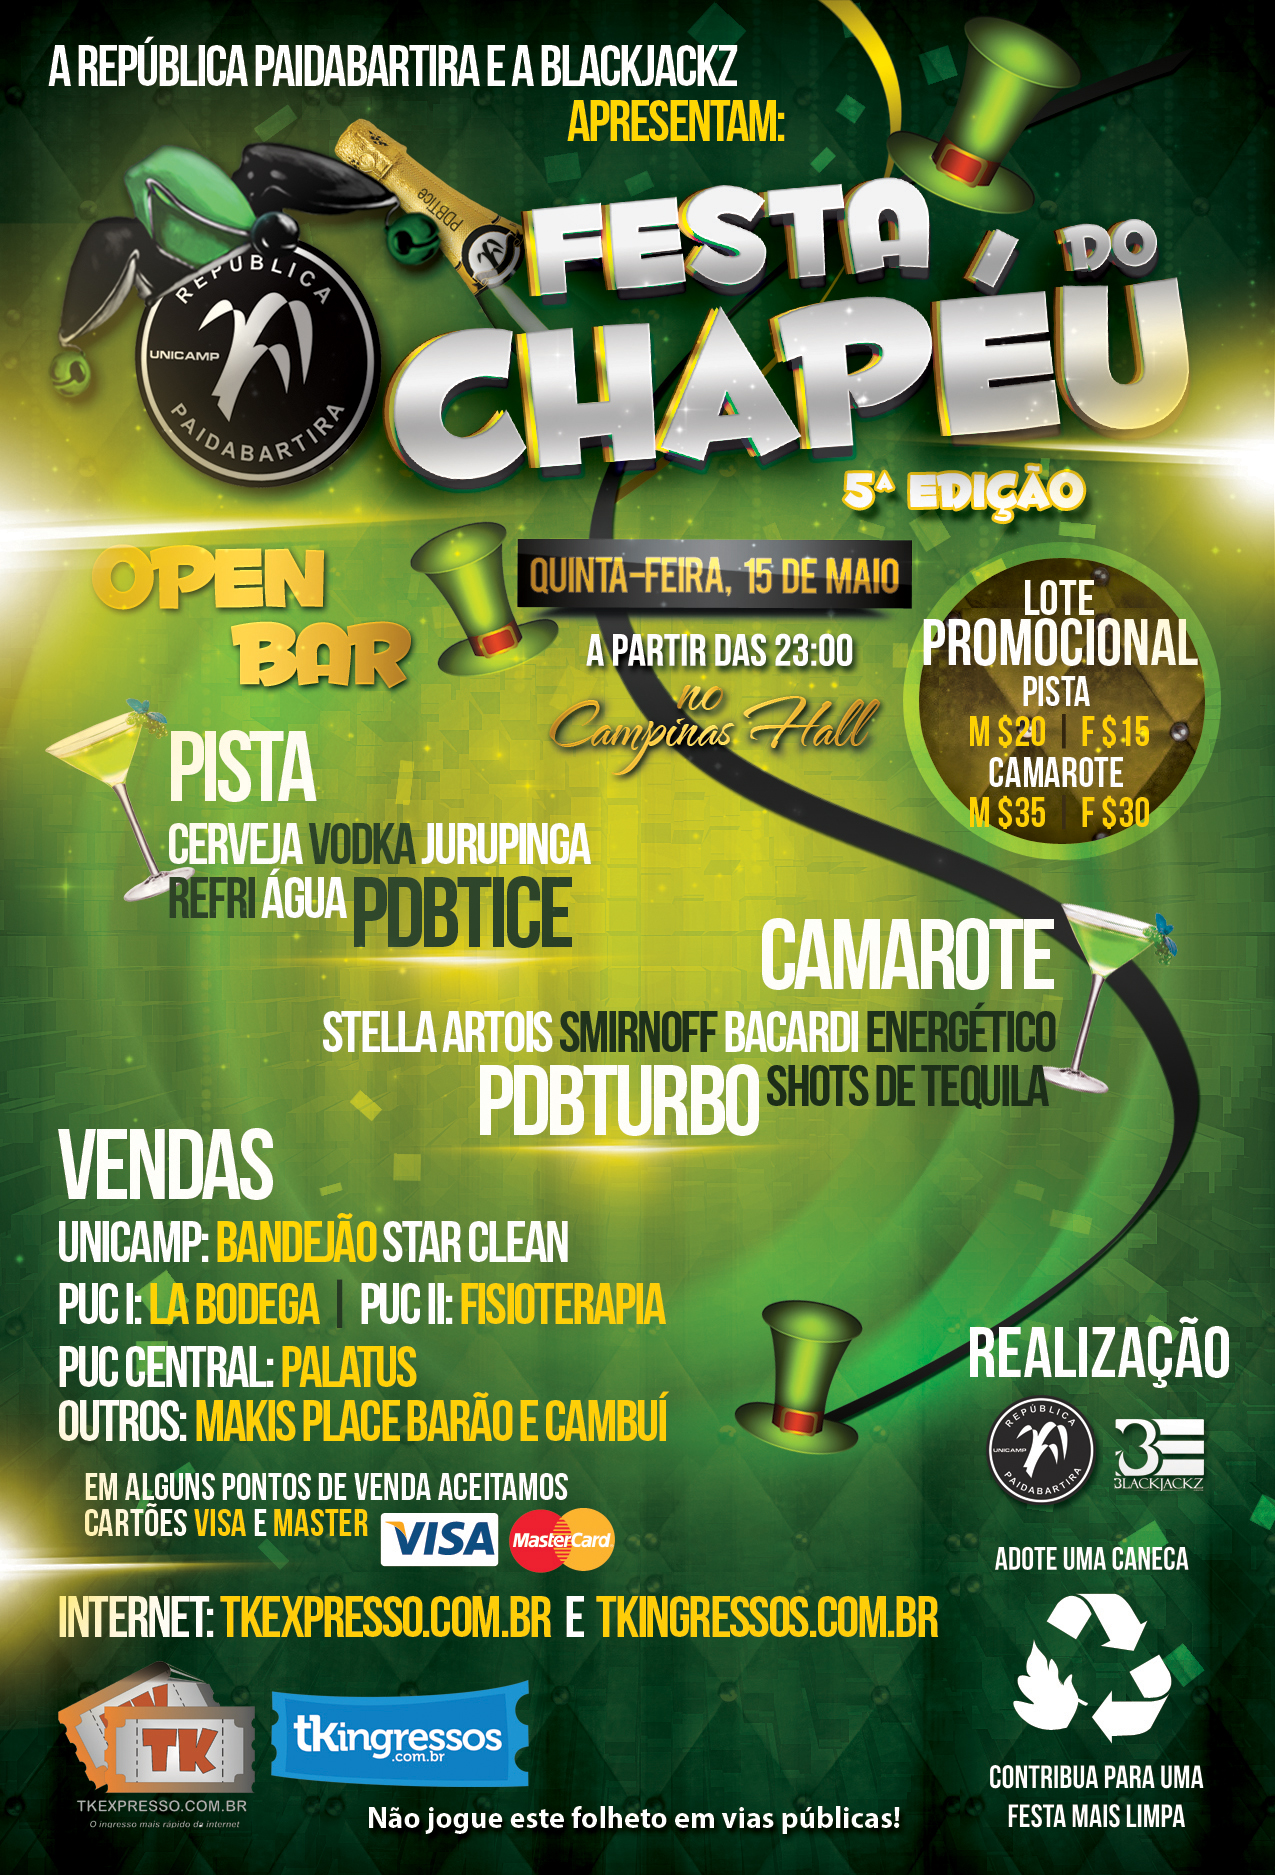 A REPÚBLICA PAIDABARTIRA E A BLACKJACKZ
APRESENTAM:
PDBTice
FESTA DO
CHAPÉU
5ª EDIÇÃO
REPÚBLICA
UNICAMP
PAIDABARTIRA
OPEN
BAR
QUINTA-FEIRA, 15 DE MAIO
A PARTIR DAS 23:00
no
Campinas Hall
LOTE
PROMOCIONAL
PISTA
M $20 | F $15
CAMAROTE
M $35 | F $30
PISTA
CERVEJA VODKA JURUPINGA
REFRI ÁGUA PDBTICE
CAMAROTE
STELLA ARTOIS SMIRNOFF BACARDI ENERGÉTICO
PDBTURBO SHOTS DE TEQUILA
VENDAS
UNICAMP: BANDEJÃO STAR CLEAN
PUC I: LA BODEGA | PUC II: FISIOTERAPIA
PUC CENTRAL: PALATUS
OUTROS: MAKIS PLACE BARÃO E CAMBUÍ
EM ALGUNS PONTOS DE VENDA ACEITAMOS
CARTÕES VISA E MASTER
VISA
MasterCard
REALIZAÇÃO
REPÚBLICA
UNICAMP
PAIDABARTIRA
BLACKJACKZ
ADOTE UMA CANECA
INTERNET: TKEXPRESSO.COM.BR E TKINGRESSOS.COM.BR
TK
TKEXPRESSO.COM.BR
O ingresso mais rápido da internet
tkingressos
.com.br
CONTRIBUA PARA UMA
FESTA MAIS LIMPA
Não jogue este folheto em vias públicas!